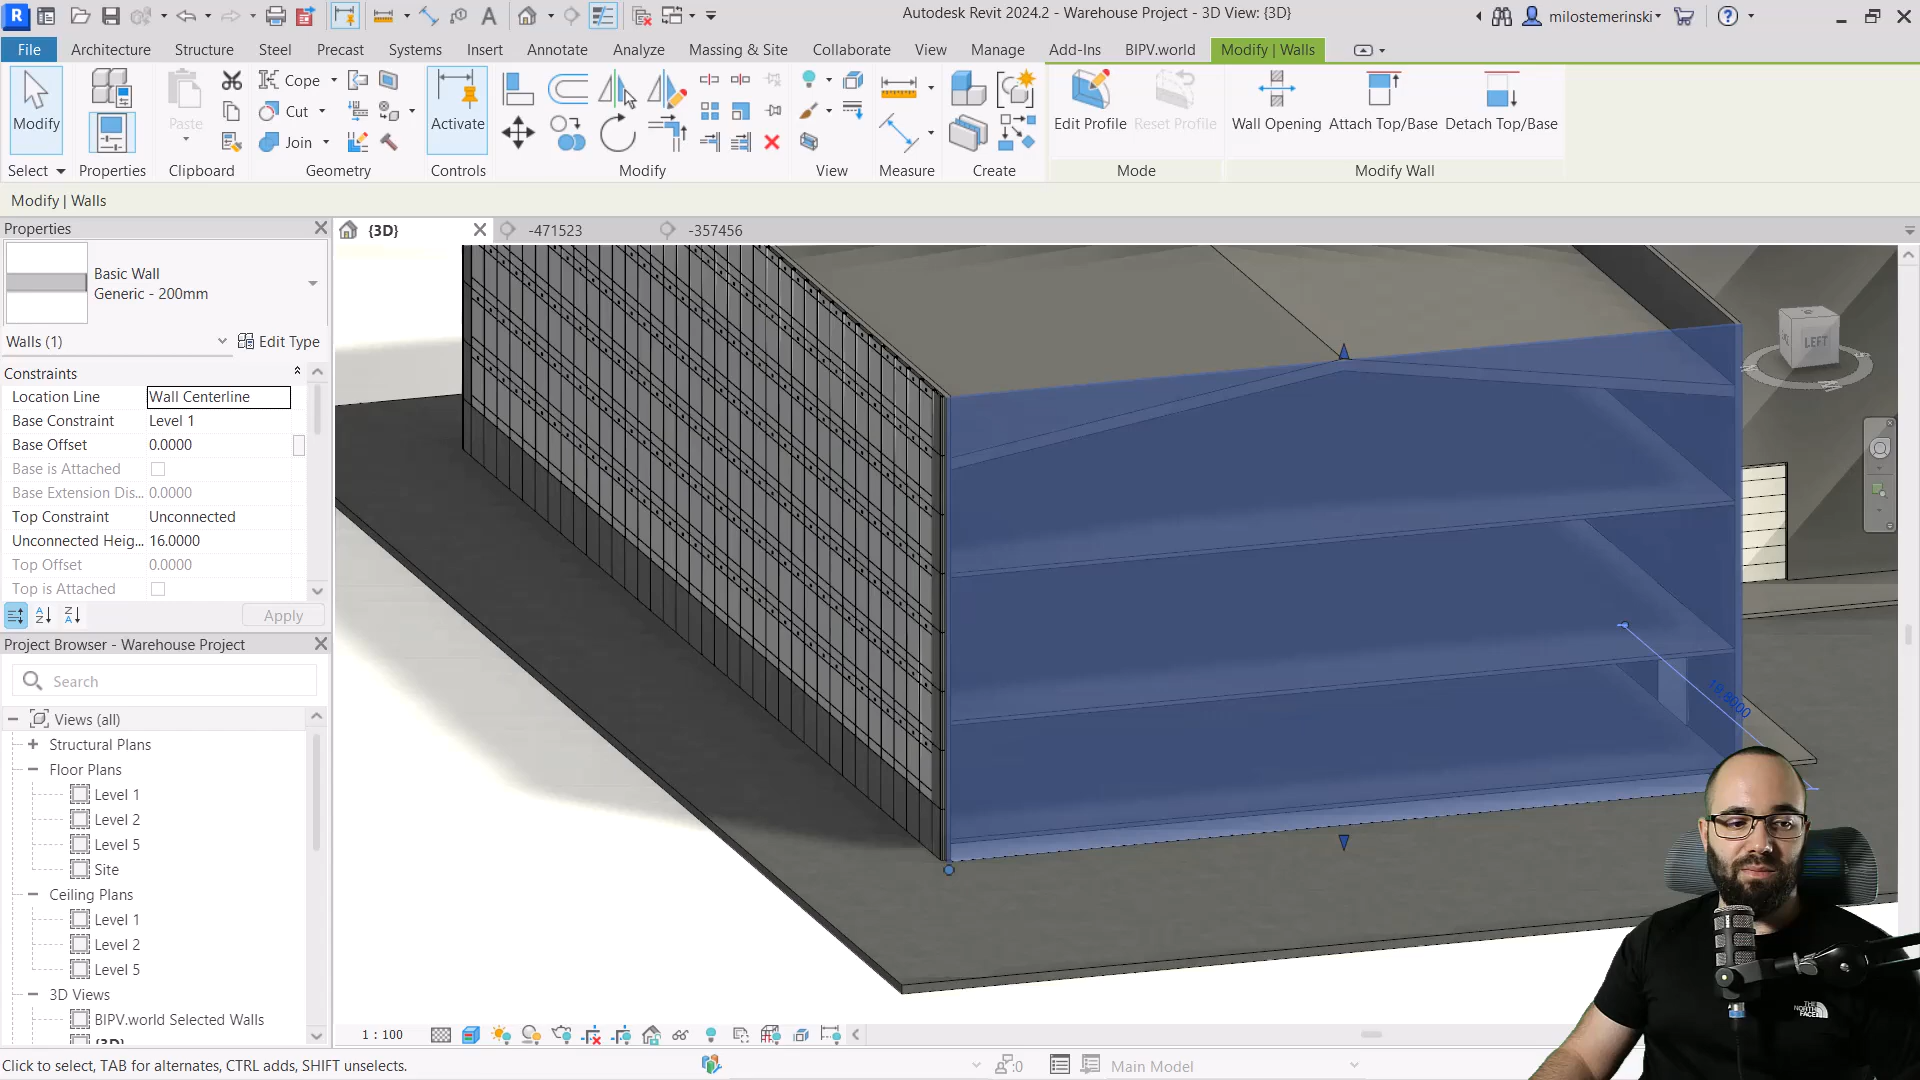 Autodesk Revit 2024.2 - Warehouse Project - 3D View: {3D}
milostemerinski
File Architecture Structure Steel Precast Systems Insert Annotate Analyze Massing & Site Collaborate View Manage Add-Ins BIPV.world Modify | Walls
Modify
Paste
Cope
Cut
Join
Activate
Edit Profile Reset Profile Wall Opening Attach Top/Base Detach Top/Base
Select Properties Clipboard Geometry Controls Modify View Measure Create Mode Modify Wall
Modify | Walls
Properties
{3D} -471523 -357456
Basic Wall
Generic - 200mm
Walls (1) Edit Type
Constraints
Location Line Wall Centerline
Base Constraint Level 1
Base Offset 0.0000
Base is Attached
Base Extension Dis... 0.0000
Top Constraint Unconnected
Unconnected Heig... 16.0000
Top Offset 0.0000
Top is Attached
Apply
Project Browser - Warehouse Project
Search
Views (all)
Structural Plans
Floor Plans
Level 1
Level 2
Level 5
Site
Ceiling Plans
Level 1
Level 2
Level 5
3D Views
BIPV.world Selected Walls
{3D}
LEFT
19.8000
THE
NORTH
FACE
1 : 100
Click to select, TAB for alternates, CTRL adds, SHIFT unselects.
:0
Main Model